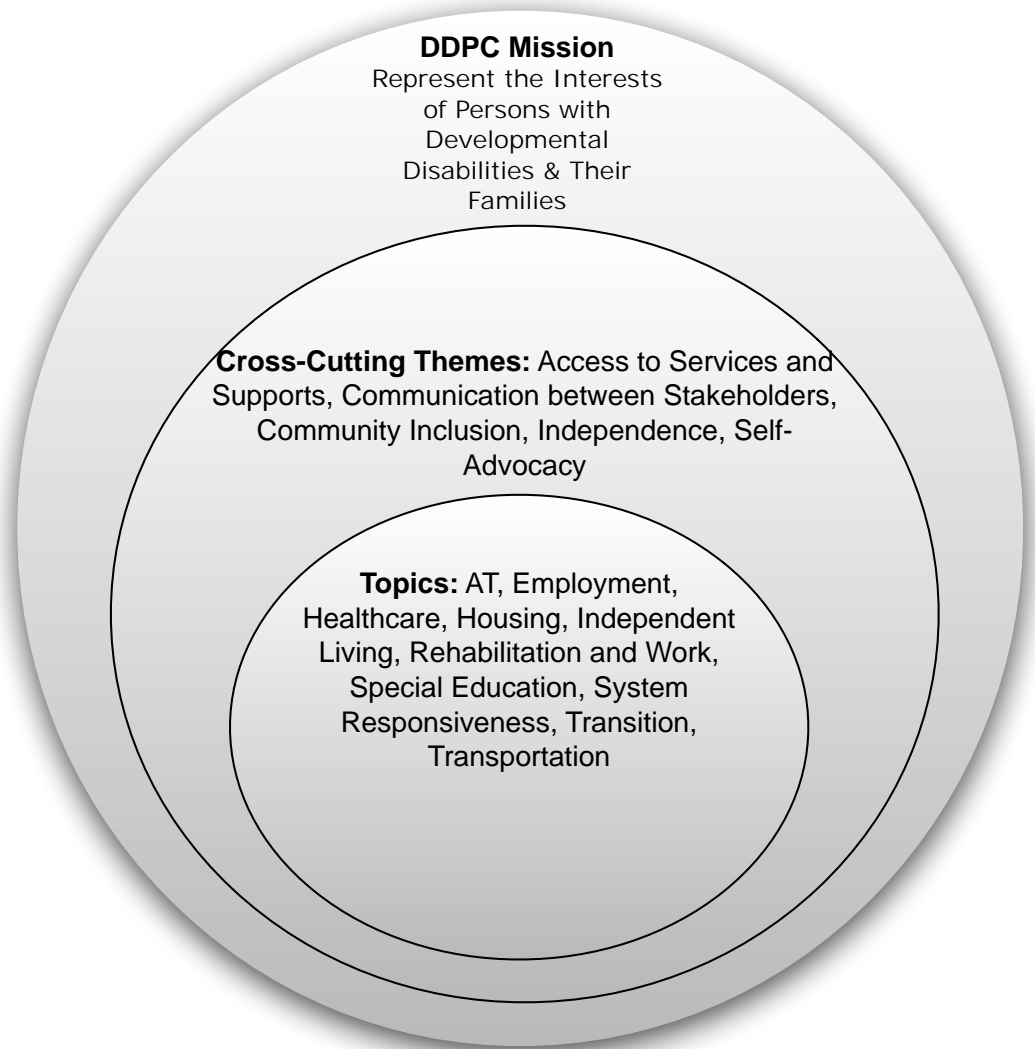 DDPC Mission
Represent the Interests
of Persons with
Developmental
Disabilities & Their
Families
Cross-Cutting Themes: Access to Services and
Supports, Communication between Stakeholders,
Community Inclusion, Independence, Self-
Advocacy
Topics: AT, Employment,
Healthcare, Housing, Independent
Living, Rehabilitation and Work,
Special Education, System
Responsiveness, Transition,
Transportation